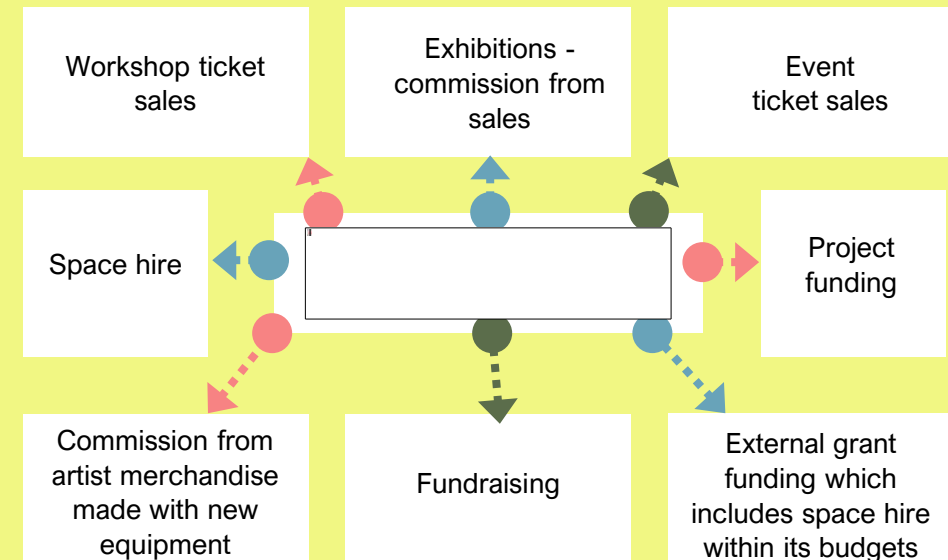 Workshop ticket
sales
Exhibitions -
commission from
sales
Event
ticket sales
Space hire
Project
funding
Commission from
artist merchandise
made with new
equipment
Fundraising
External grant
funding which
includes space hire
within its budgets